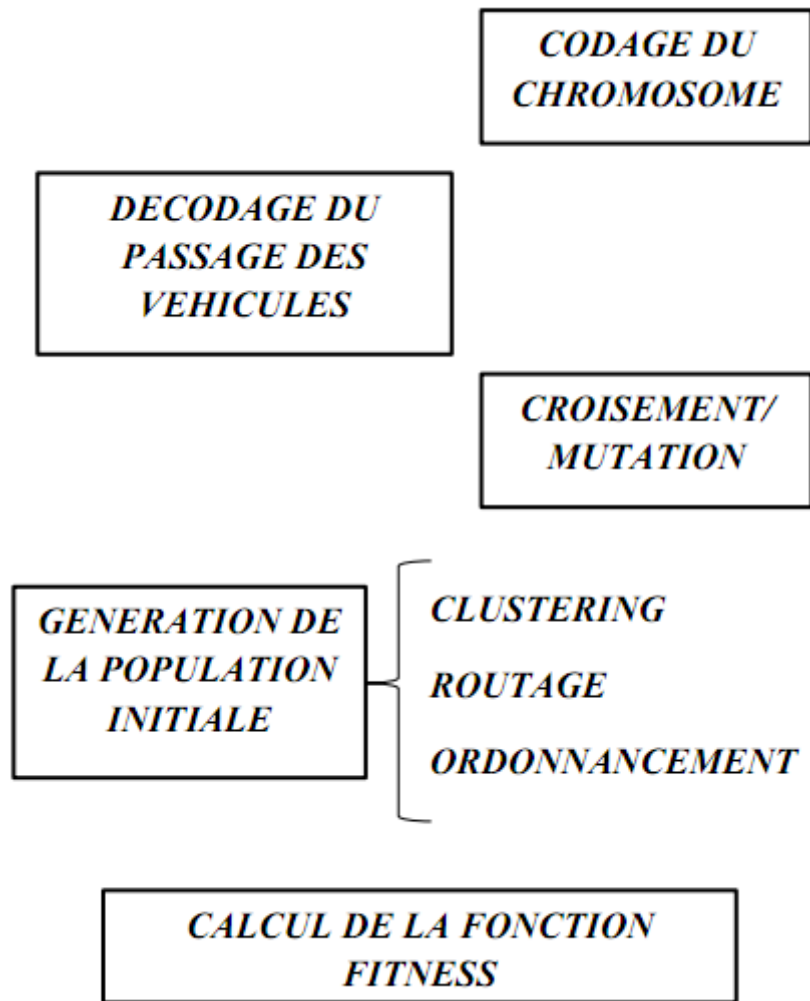 CODAGE DU
CHROMOSOME
DECODAGE DU
PASSAGE DES
VEHICULES
CROISEMENT/
MUTATION
GENERATION DE
LA POPULATION
INITIALE
CLUSTERING
ROUTAGE
ORDONNANCEMENT
CALCUL DE LA FONCTION
FITNESS